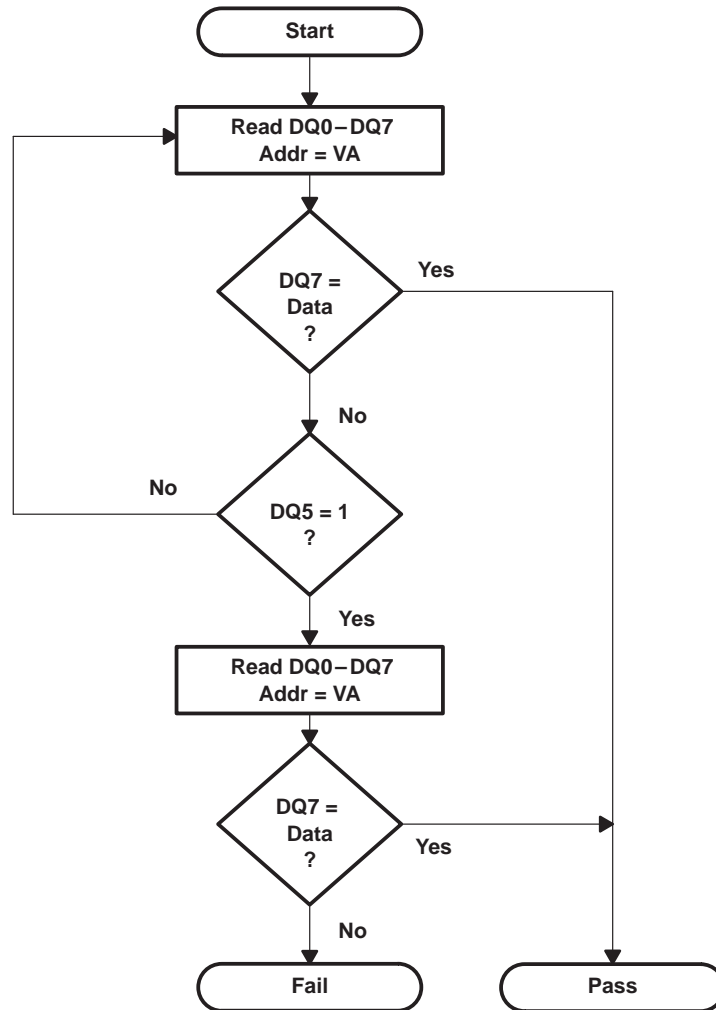 Start
Read DQ0–DQ7
Addr = VA
Yes
DQ7 =
Data
?
No
No
DQ5 = 1
?
Yes
Read DQ0–DQ7
Addr = VA
DQ7 =
Data
?
Yes
No
Fail
Pass